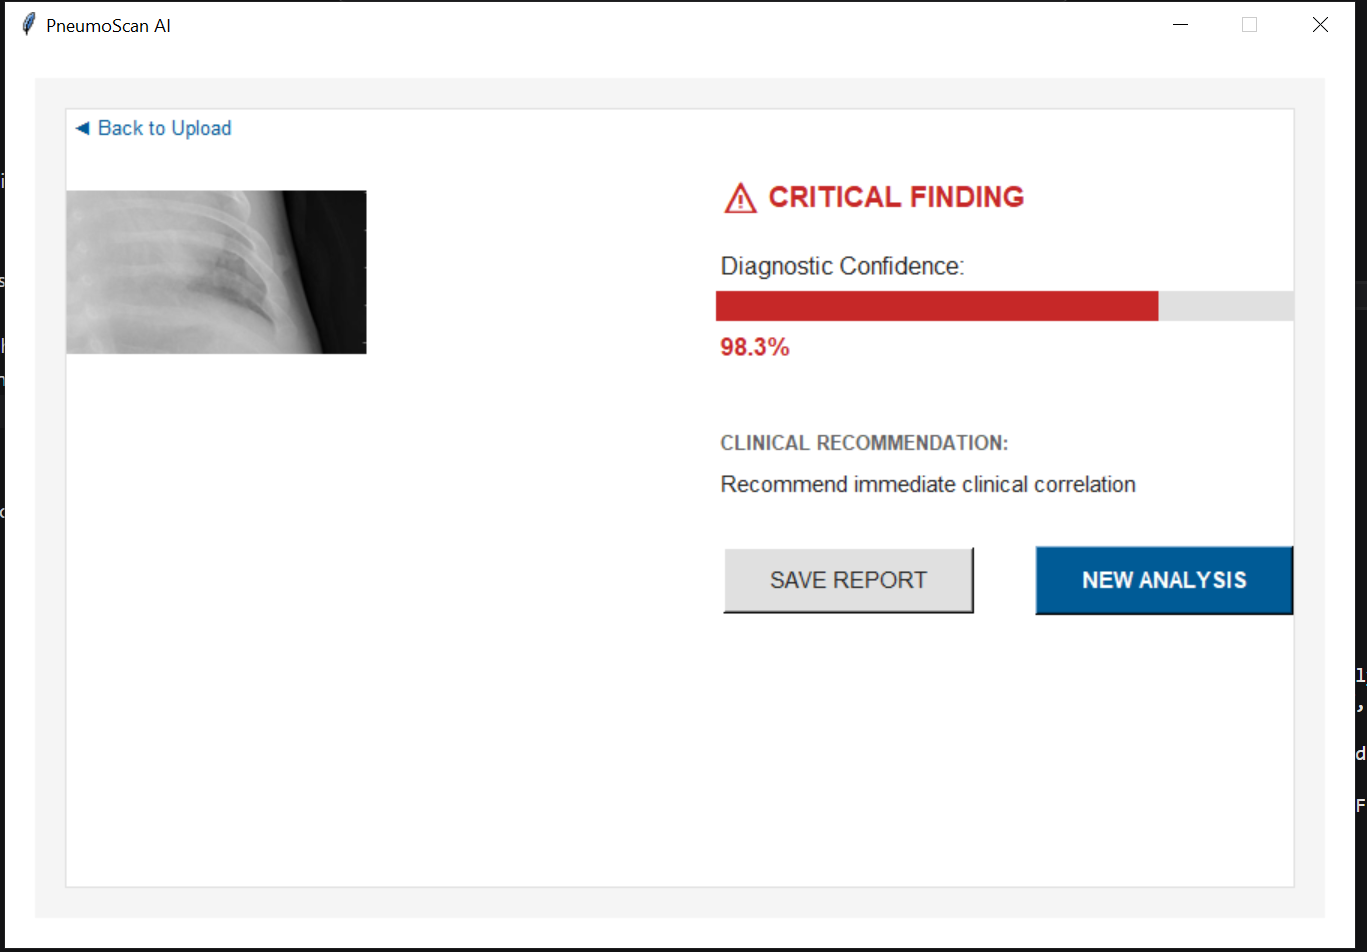 PneumoScan AI
◄ Back to Upload
CRITICAL FINDING
Diagnostic Confidence:
98.3%
CLINICAL RECOMMENDATION:
Recommend immediate clinical correlation
SAVE REPORT
NEW ANALYSIS